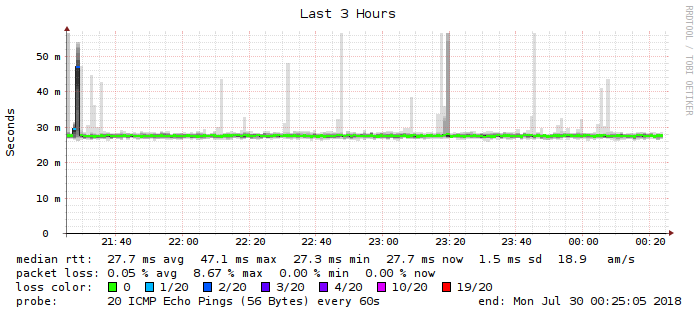 Last 3 Hours
RRDTOOL / TOBI OETIKER
Seconds
50 m
40 m
30 m
20 m
10 m
0
21:40 22:00 22:20 22:40 23:00 23:20 23:40 00:00 00:20
median rtt: 27.7 ms avg 47.1 ms max 27.3 ms min 27.7 ms now 1.5 ms sd 18.9 am/s
packet loss: 0.05 % avg 8.67 % max 0.00 % min 0.00 % now
loss color: 0 1/20 2/20 3/20 4/20 10/20 19/20
probe: 20 ICMP Echo Pings (56 Bytes) every 60s end: Mon Jul 30 00:25:05 2018